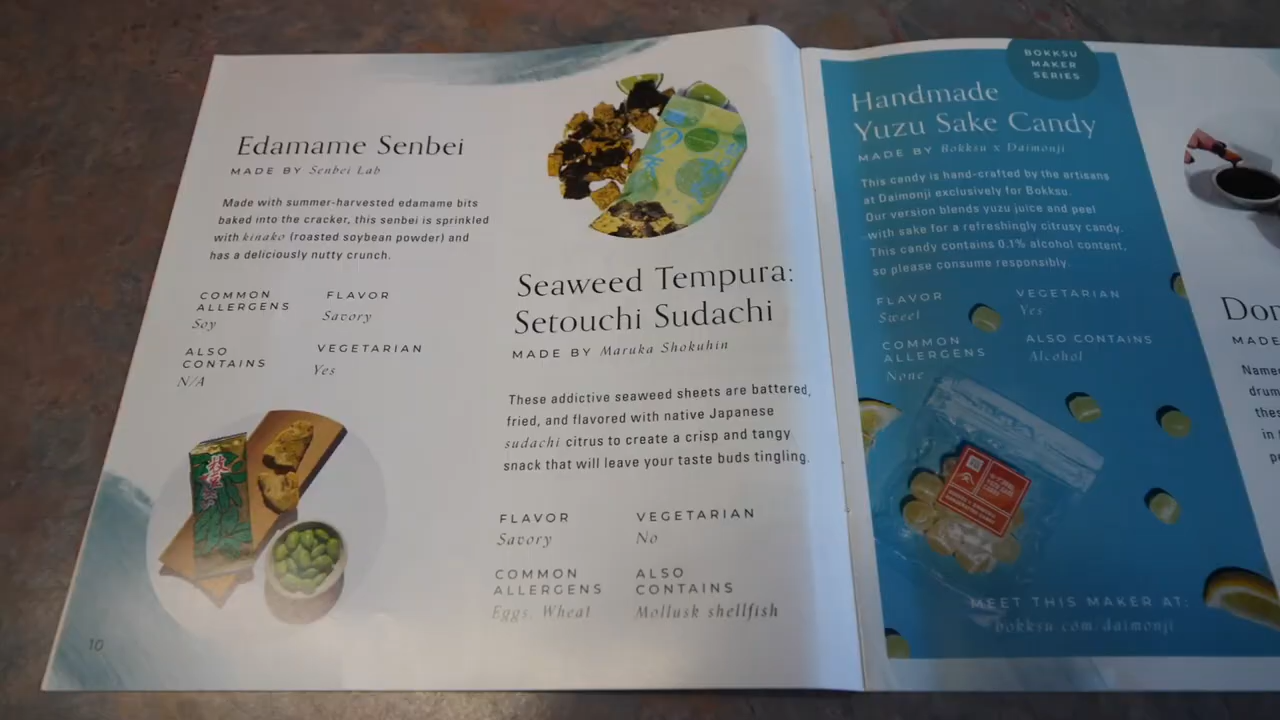 Edamame Senbei
MADE BY Senbei Lab
Made with summer-harvested edamame bits
baked into the cracker, this senbei is sprinkled
with kinako (roasted soybean powder) and
has a deliciously nutty crunch.
COMMON
ALLERGENS
Soy
FLAVOR
Savory
ALSO
CONTAINS
N/A
VEGETARIAN
Yes
10
Seaweed Tempura:
Setouchi Sudachi
MADE BY Maruka Shokuhin
These addictive seaweed sheets are battered,
fried, and flavored with native Japanese
sudachi citrus to create a crisp and tangy
snack that will leave your taste buds tingling.
FLAVOR
Savory
VEGETARIAN
No
COMMON
ALLERGENS
Eggs, Wheat
ALSO
CONTAINS
Mollusk shellfish
BOKKSU
MAKER
SERIES
Handmade
Yuzu Sake Candy
MADE BY Bokksu x Daimonji
This candy is hand-crafted by the artisans
at Daimonji exclusively for Bokksu.
Our version blends yuzu juice and peel
with sake for a refreshingly citrusy candy.
This candy contains 0.1% alcohol content,
so please consume responsibly.
FLAVOR
Sweet
VEGETARIAN
Yes
COMMON
ALLERGENS
None
ALSO CONTAINS
Alcohol
MEET THIS MAKER AT:
bokksu.com/daimonji
Dor
MADE
Named
drum
thes
in